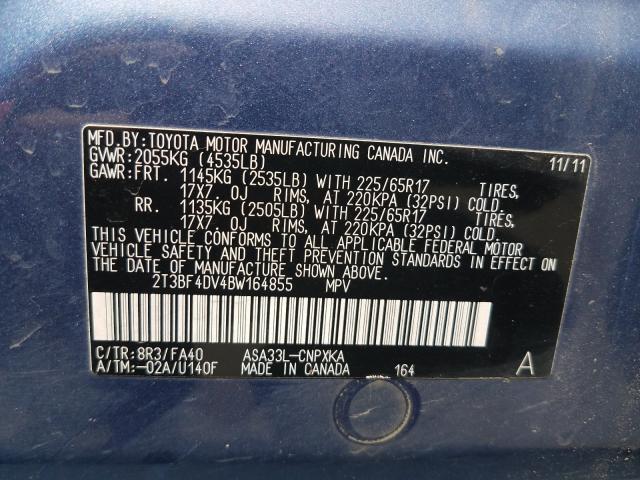 MFD. BY: TOYOTA MOTOR MANUFACTURING CANADA INC.
GVWR: 2055KG (4535LB) 11/11
GAWR: FRT. 1145KG (2535LB) WITH 225/65R17 TIRES,
17X7.0J RIMS, AT 220KPA (32PSI) COLD.
RR. 1135KG (2505LB) WITH 225/65R17 TIRES,
17X7.0J RIMS, AT 220KPA (32PSI) COLD.
THIS VEHICLE CONFORMS TO ALL APPLICABLE FEDERAL MOTOR
VEHICLE SAFETY AND THEFT PREVENTION STANDARDS IN EFFECT ON
THE DATE OF MANUFACTURE SHOWN ABOVE.
2T3BF4DV4BW164855 MPV
C/TR: 8R3/FA40 ASA33L-CNPXKA
A/TM: -02A/U140F MADE IN CANADA 164 A